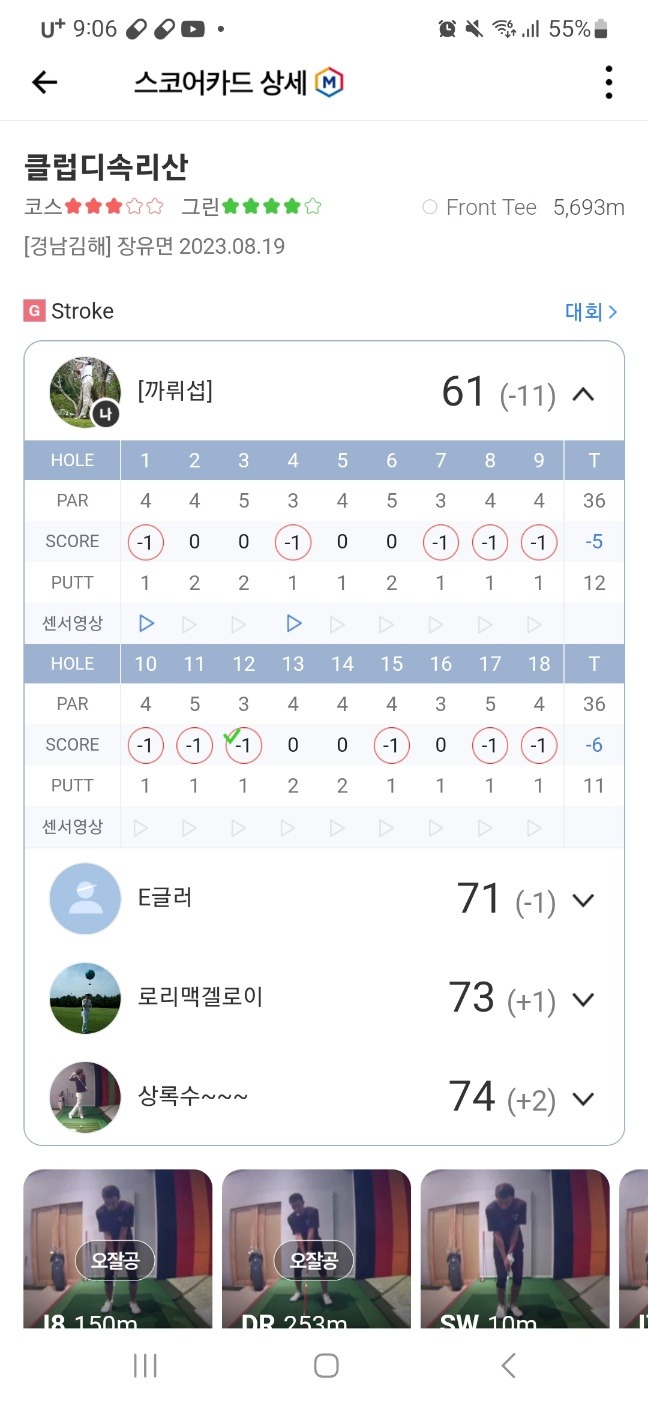 U+ 9:06 55%
스코어카드 상세 M
클럽디속리산
코스 그린 Front Tee 5,693m
[경남김해] 장유면 2023.08.19
G Stroke 대회 >
나 [까뤼섭] 61 (-11)
HOLE 1 2 3 4 5 6 7 8 9 T
PAR 4 4 5 3 4 5 3 4 4 36
SCORE -1 0 0 -1 0 0 -1 -1 -1 -5
PUTT 1 2 2 1 1 2 1 1 1 12
센서영상
HOLE 10 11 12 13 14 15 16 17 18 T
PAR 4 5 3 4 4 4 3 5 4 36
SCORE -1 -1 -1 0 0 -1 0 -1 -1 -6
PUTT 1 1 1 2 2 1 1 1 1 11
센서영상
E글러 71 (-1)
로리맥겔로이 73 (+1)
상록수~~~ 74 (+2)
오잘공 오잘공
I8 150m DR 253m SW 10m